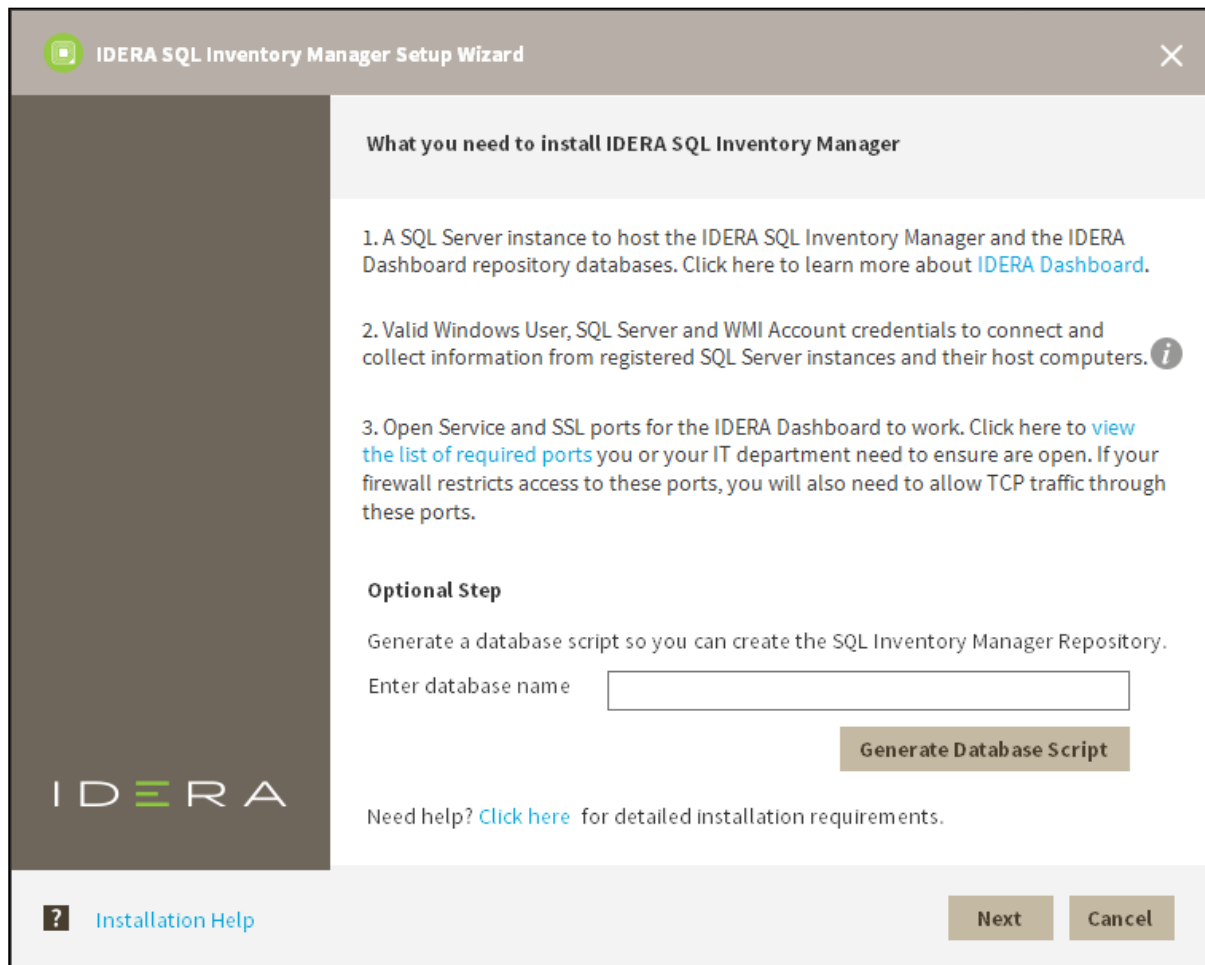 IDERA SQL Inventory Manager Setup Wizard
What you need to install IDERA SQL Inventory Manager
1. A SQL Server instance to host the IDERA SQL Inventory Manager and the IDERA
Dashboard repository databases. Click here to learn more about IDERA Dashboard.
2. Valid Windows User, SQL Server and WMI Account credentials to connect and
collect information from registered SQL Server instances and their host computers. i
3. Open Service and SSL ports for the IDERA Dashboard to work. Click here to view
the list of required ports you or your IT department need to ensure are open. If your
firewall restricts access to these ports, you will also need to allow TCP traffic through
these ports.
Optional Step
Generate a database script so you can create the SQL Inventory Manager Repository.
Enter database name
Generate Database Script
IDERA
Need help? Click here for detailed installation requirements.
? Installation Help
Next
Cancel